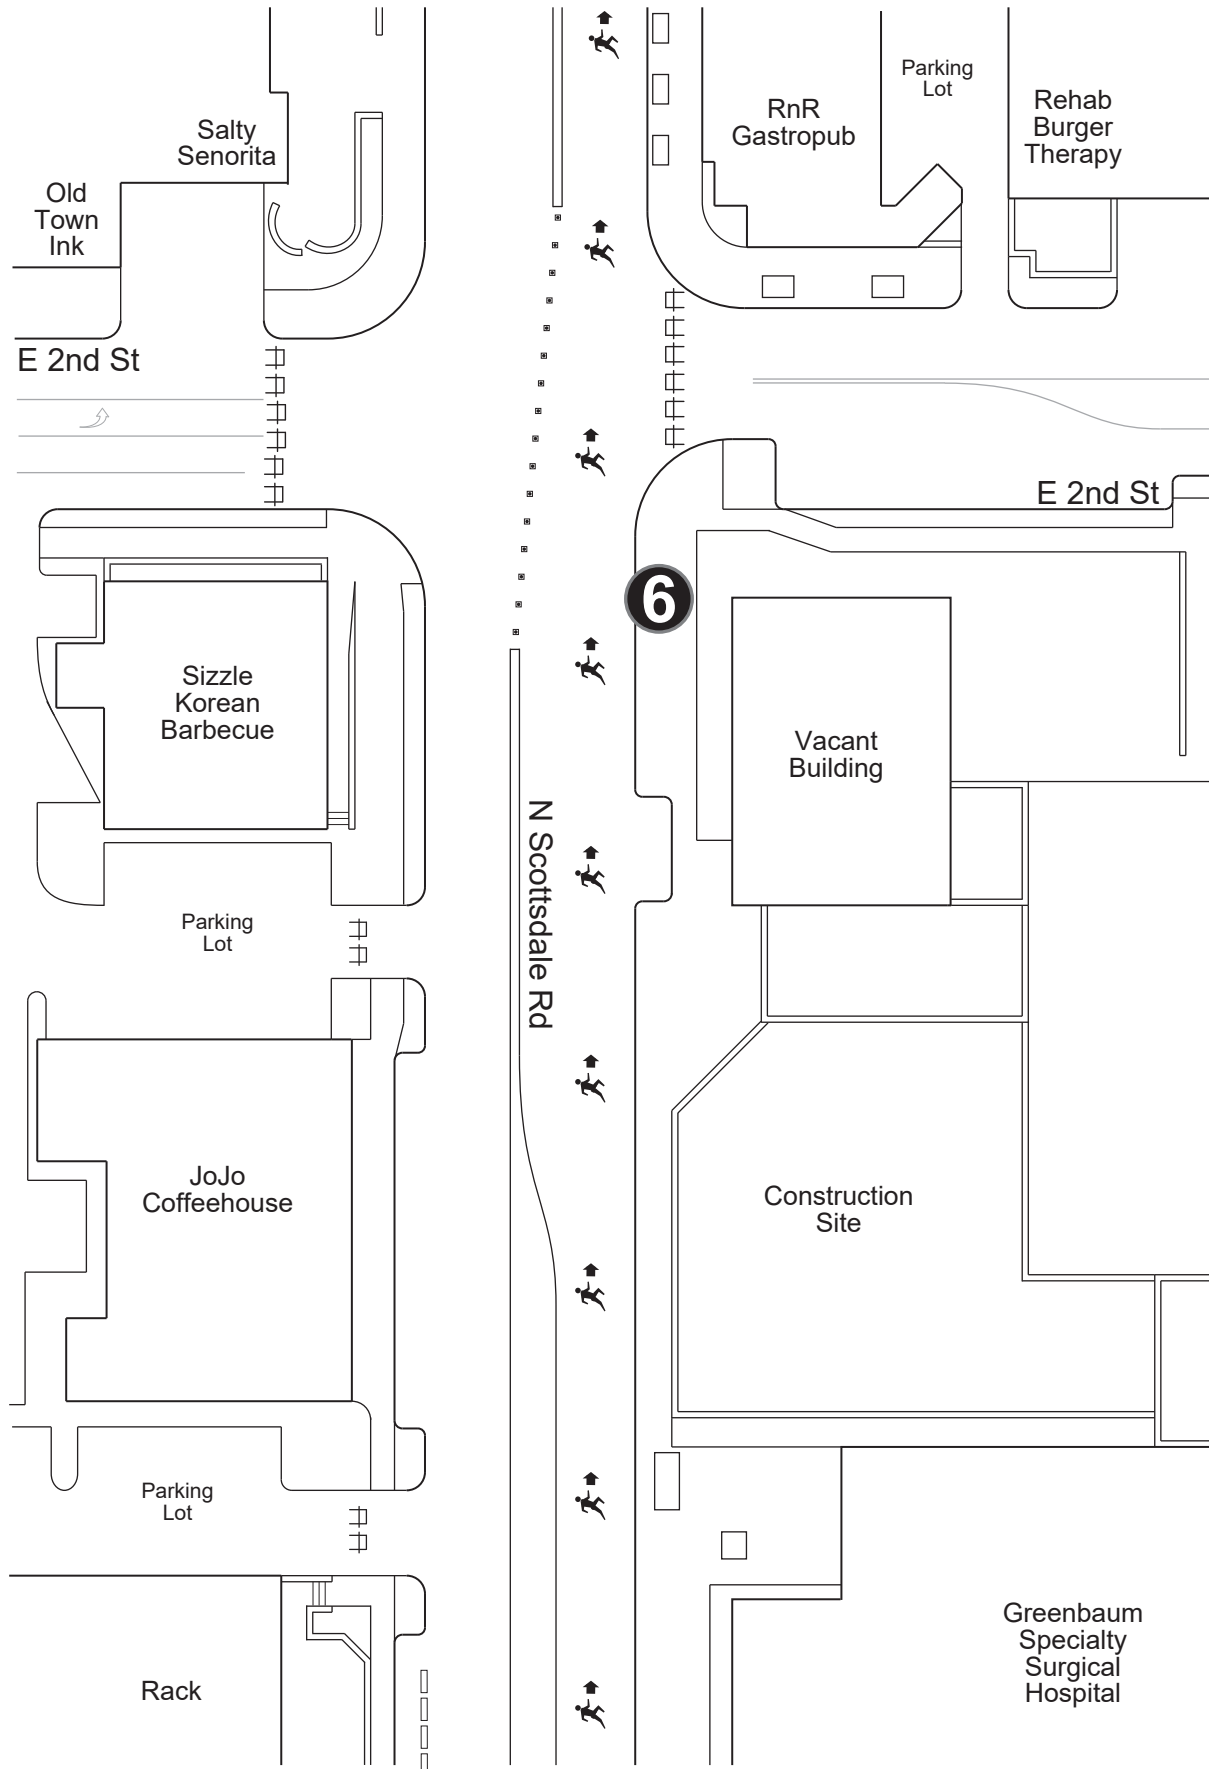 Parking
Lot
RnR
Gastropub
Rehab
Burger
Therapy
Salty
Senorita
Old
Town
Ink
E 2nd St
E 2nd St
6
Sizzle
Korean
Barbecue
Vacant
Building
N Scottsdale Rd
Parking
Lot
JoJo
Coffeehouse
Construction
Site
Parking
Lot
Greenbaum
Specialty
Surgical
Hospital
Rack